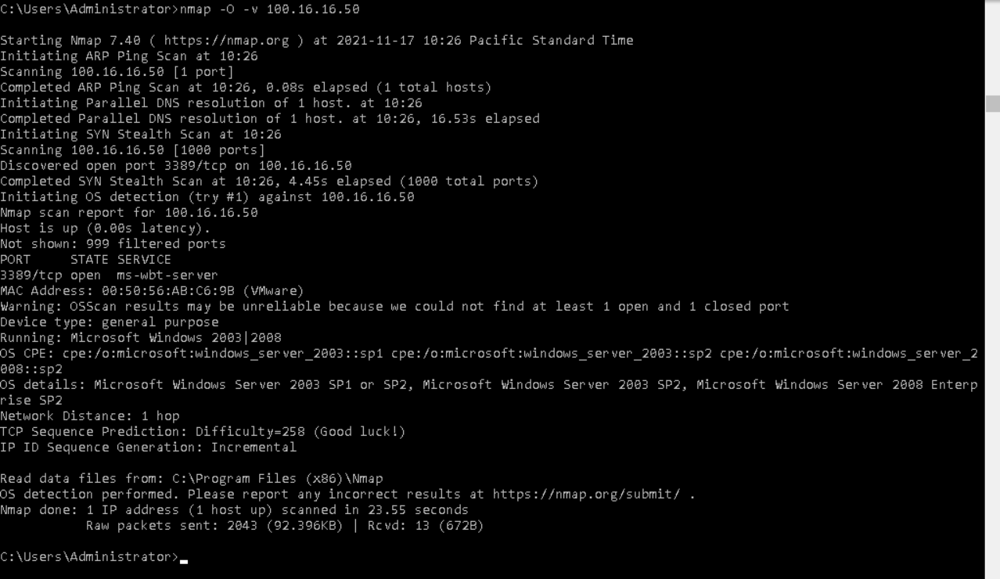 C:\Users\Administrator>nmap -O -v 100.16.16.50
Starting Nmap 7.40 ( https://nmap.org ) at 2021-11-17 10:26 Pacific Standard Time
Initiating ARP Ping Scan at 10:26
Scanning 100.16.16.50 [1 port]
Completed ARP Ping Scan at 10:26, 0.08s elapsed (1 total hosts)
Initiating Parallel DNS resolution of 1 host. at 10:26
Completed Parallel DNS resolution of 1 host. at 10:26, 16.53s elapsed
Initiating SYN Stealth Scan at 10:26
Scanning 100.16.16.50 [1000 ports]
Discovered open port 3389/tcp on 100.16.16.50
Completed SYN Stealth Scan at 10:26, 4.45s elapsed (1000 total ports)
Initiating OS detection (try #1) against 100.16.16.50
Nmap scan report for 100.16.16.50
Host is up (0.00s latency).
Not shown: 999 filtered ports
PORT     STATE SERVICE
3389/tcp open  ms-wbt-server
MAC Address: 00:50:56:AB:C6:9B (VMware)
Warning: OSScan results may be unreliable because we could not find at least 1 open and 1 closed port
Device type: general purpose
Running: Microsoft Windows 2003|2008
OS CPE: cpe:/o:microsoft:windows_server_2003::sp1 cpe:/o:microsoft:windows_server_2003::sp2 cpe:/o:microsoft:windows_server_2
008::sp2
OS details: Microsoft Windows Server 2003 SP1 or SP2, Microsoft Windows Server 2003 SP2, Microsoft Windows Server 2008 Enterp
rise SP2
Network Distance: 1 hop
TCP Sequence Prediction: Difficulty=258 (Good luck!)
IP ID Sequence Generation: Incremental
Read data files from: C:\Program Files (x86)\Nmap
OS detection performed. Please report any incorrect results at https://nmap.org/submit/ .
Nmap done: 1 IP address (1 host up) scanned in 23.55 seconds
           Raw packets sent: 2043 (92.396KB) | Rcvd: 13 (672B)
C:\Users\Administrator>